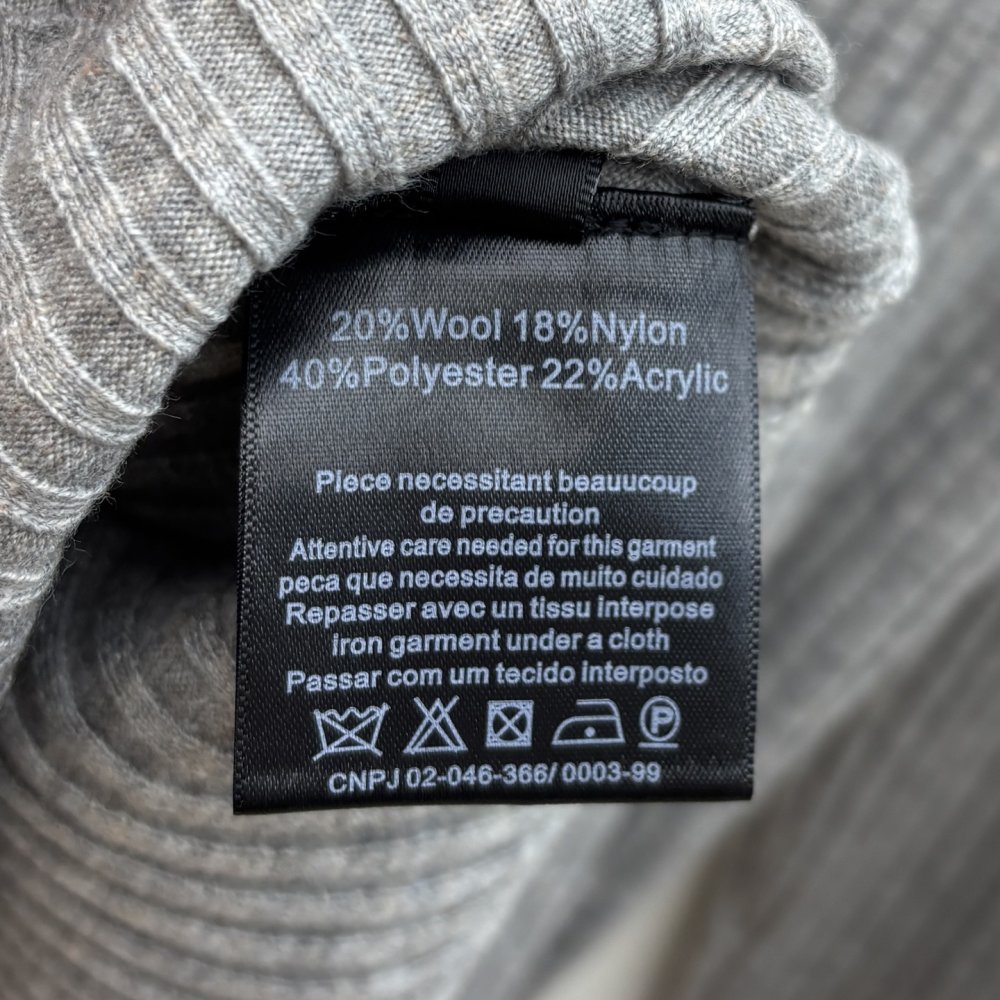 20%Wool 18%Nylon
40%Polyester 22%Acrylic
Piece necessitant beauucoup
de precaution
Attentive care needed for this garment
peca que necessita de muito cuidado
Repasser avec un tissu interpose
iron garment under a cloth
Passar com um tecido interposto
P
CNPJ 02-046-366/0003-99